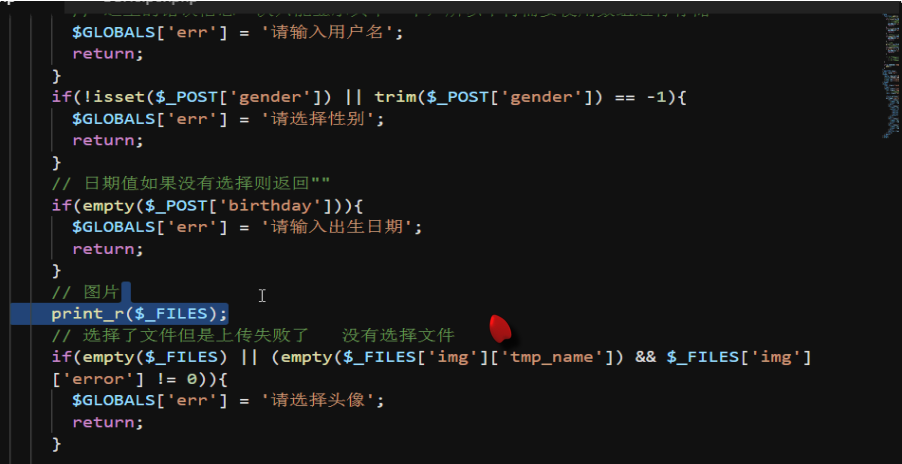 $GLOBALS['err'] = '请输入用户名';
return;
}
if(!isset($_POST['gender']) || trim($_POST['gender']) == -1){
$GLOBALS['err'] = '请选择性别';
return;
}
// 日期值如果没有选择则返回""
if(empty($_POST['birthday'])){
$GLOBALS['err'] = '请输入出生日期';
return;
}
// 图片
print_r($_FILES);
// 选择了文件但是上传失败了   没有选择文件
if(empty($_FILES) || (empty($_FILES['img']['tmp_name']) && $_FILES['img']
['error'] != 0)){
$GLOBALS['err'] = '请选择头像';
return;
}